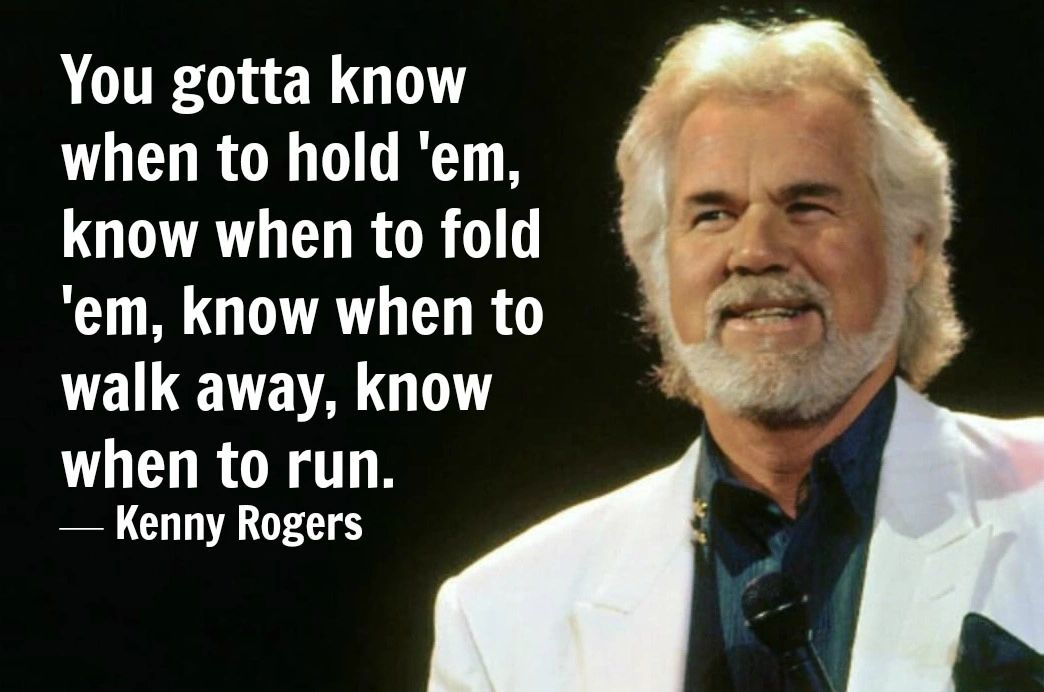 You gotta know
when to hold 'em,
know when to fold
'em, know when to
walk away, know
when to run.
— Kenny Rogers